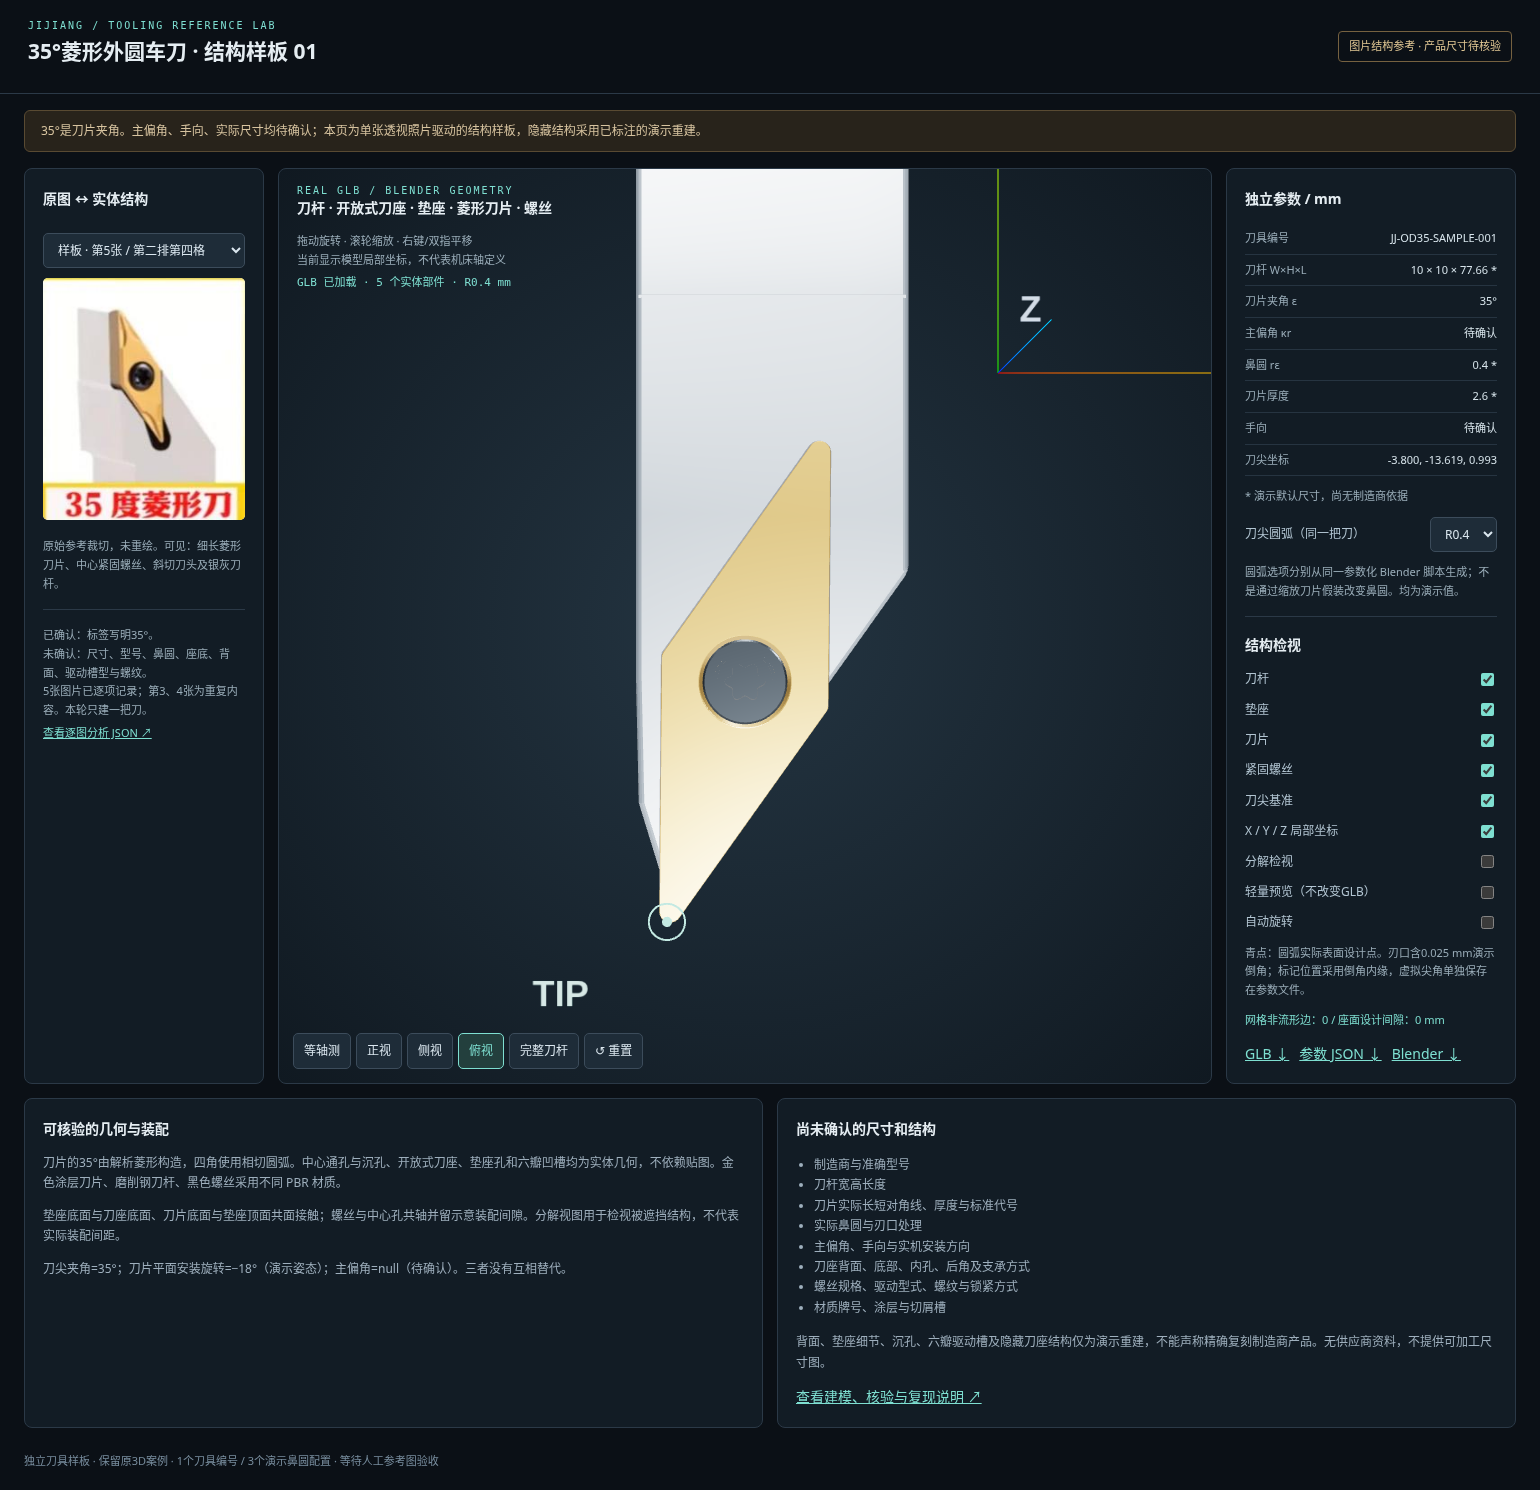 JIJIANG / TOOLING REFERENCE LAB
35°菱形外圆车刀 · 结构样板 01
图片结构参考 · 产品尺寸待核验
35°是刀片夹角。主偏角、手向、实际尺寸均待确认；本页为单张透视照片驱动的结构样板，隐藏结构采用已标注的演示重建。
原图 ↔ 实体结构
样板 · 第5张 / 第二排第四格
35 度菱形刀
原始参考裁切，未重绘。可见：细长菱形
刀片、中心紧固螺丝、斜切刀头及银灰刀
杆。
已确认：标签写明35°。
未确认：尺寸、型号、鼻圆、座底、背
面、驱动槽型与螺纹。
5张图片已逐项记录；第3、4张为重复内
容。本轮只建一把刀。
查看逐图分析 JSON ↗
REAL GLB / BLENDER GEOMETRY
刀杆 · 开放式刀座 · 垫座 · 菱形刀片 · 螺丝
拖动旋转 · 滚轮缩放 · 右键/双指平移
当前显示模型局部坐标，不代表机床轴定义
GLB 已加载 · 5 个实体部件 · R0.4 mm
Z
TIP
等轴测
正视
侧视
俯视
完整刀杆
↺ 重置
独立参数 / mm
刀具编号 JJ-OD35-SAMPLE-001
刀杆 W×H×L 10 × 10 × 77.66 *
刀片夹角 ε 35°
主偏角 κr 待确认
鼻圆 rε 0.4 *
刀片厚度 2.6 *
手向 待确认
刀尖坐标 -3.800, -13.619, 0.993
* 演示默认尺寸，尚无制造商依据
刀尖圆弧（同一把刀） R0.4
圆弧选项分别从同一参数化 Blender 脚本生成；不
是通过缩放刀片假装改变鼻圆。均为演示值。
结构检视
刀杆
垫座
刀片
紧固螺丝
刀尖基准
X / Y / Z 局部坐标
分解检视
轻量预览（不改变GLB）
自动旋转
青点：圆弧实际表面设计点。刃口含0.025 mm演示
倒角；标记位置采用倒角内缘，虚拟尖角单独保存
在参数文件。
网格非流形边：0 / 座面设计间隙：0 mm
GLB ↓ 参数 JSON ↓ Blender ↓
可核验的几何与装配
刀片的35°由解析菱形构造，四角使用相切圆弧。中心通孔与沉孔、开放式刀座、垫座孔和六瓣凹槽均为实体几何，不依赖贴图。金
色涂层刀片、磨削钢刀杆、黑色螺丝采用不同 PBR 材质。
垫座底面与刀座底面、刀片底面与垫座顶面共面接触；螺丝与中心孔共轴并留示意装配间隙。分解视图用于检视被遮挡结构，不代表
实际装配间距。
刀尖夹角=35°；刀片平面安装旋转=−18°（演示姿态）；主偏角=null（待确认）。三者没有互相替代。
尚未确认的尺寸和结构
• 制造商与准确型号
• 刀杆宽高长度
• 刀片实际长短对角线、厚度与标准代号
• 实际鼻圆与刃口处理
• 主偏角、手向与实机安装方向
• 刀座背面、底部、内孔、后角及支承方式
• 螺丝规格、驱动型式、螺纹与锁紧方式
• 材质牌号、涂层与切屑槽
背面、垫座细节、沉孔、六瓣驱动槽及隐藏刀座结构仅为演示重建，不能声称精确复刻制造商产品。无供应商资料，不提供可加工尺
寸图。
查看建模、核验与复现说明 ↗
独立刀具样板 · 保留原3D案例 · 1个刀具编号 / 3个演示鼻圆配置 · 等待人工参考图验收